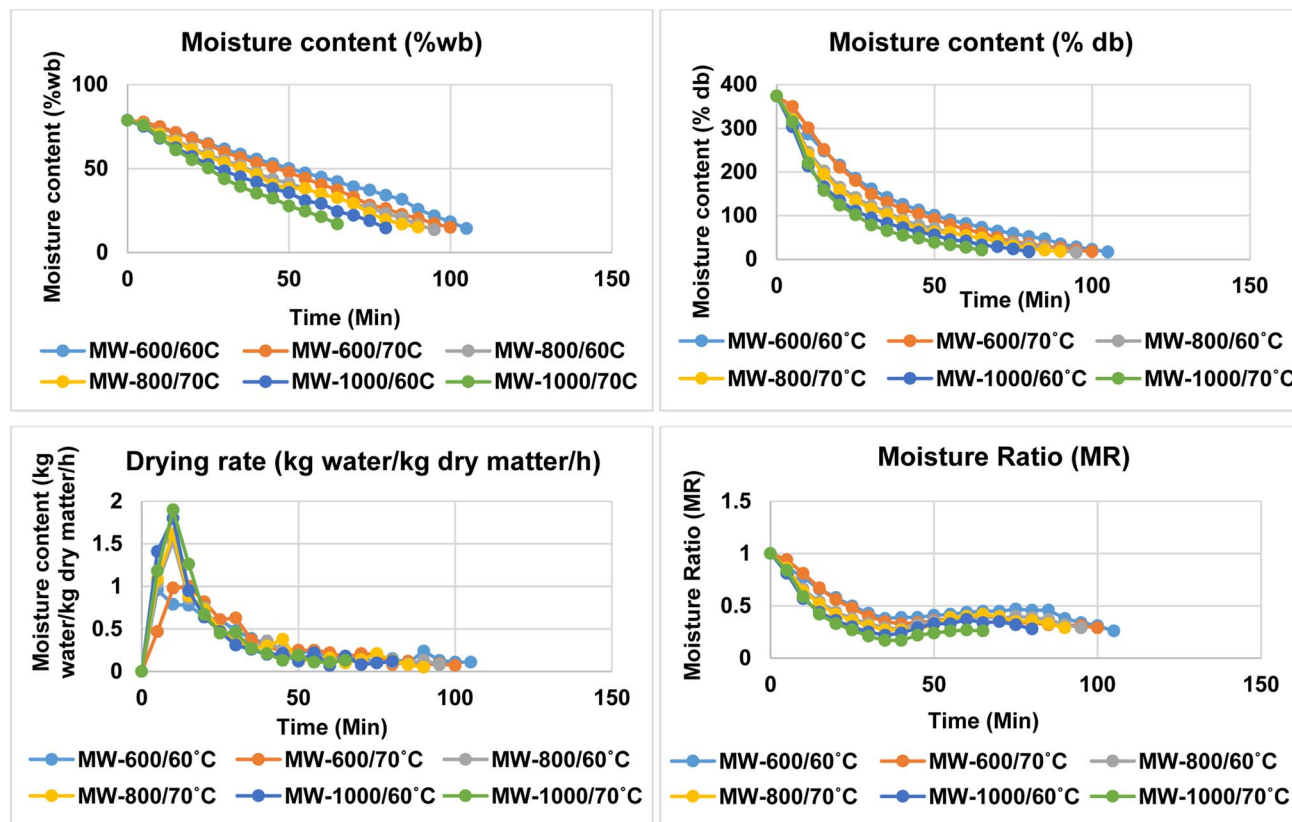 Moisture content (%wb)
Moisture content (%wb)
100
50
0
0 50 100 150
Time (Min)
MW-600/60C MW-600/70C MW-800/60C
MW-800/70C MW-1000/60C MW-1000/70C
Moisture content (% db)
Moisture content (% db)
400
300
200
100
0
0 50 100 150
Time (Min)
MW-600/60˚C MW-600/70˚C MW-800/60˚C
MW-800/70˚C MW-1000/60˚C MW-1000/70˚C
Drying rate (kg water/kg dry matter/h)
Moisture content (kg
water/kg dry matter/h)
2
1.5
1
0.5
0
0 50 100 150
Time (Min)
MW-600/60˚C MW-600/70˚C MW-800/60˚C
MW-800/70˚C MW-1000/60˚C MW-1000/70˚C
Moisture Ratio (MR)
Moisture Ratio (MR)
1.5
1
0.5
0
0 50 100 150
Time (Min)
MW-600/60˚C MW-600/70˚C MW-800/60˚C
MW-800/70˚C MW-1000/60˚C MW-1000/70˚C